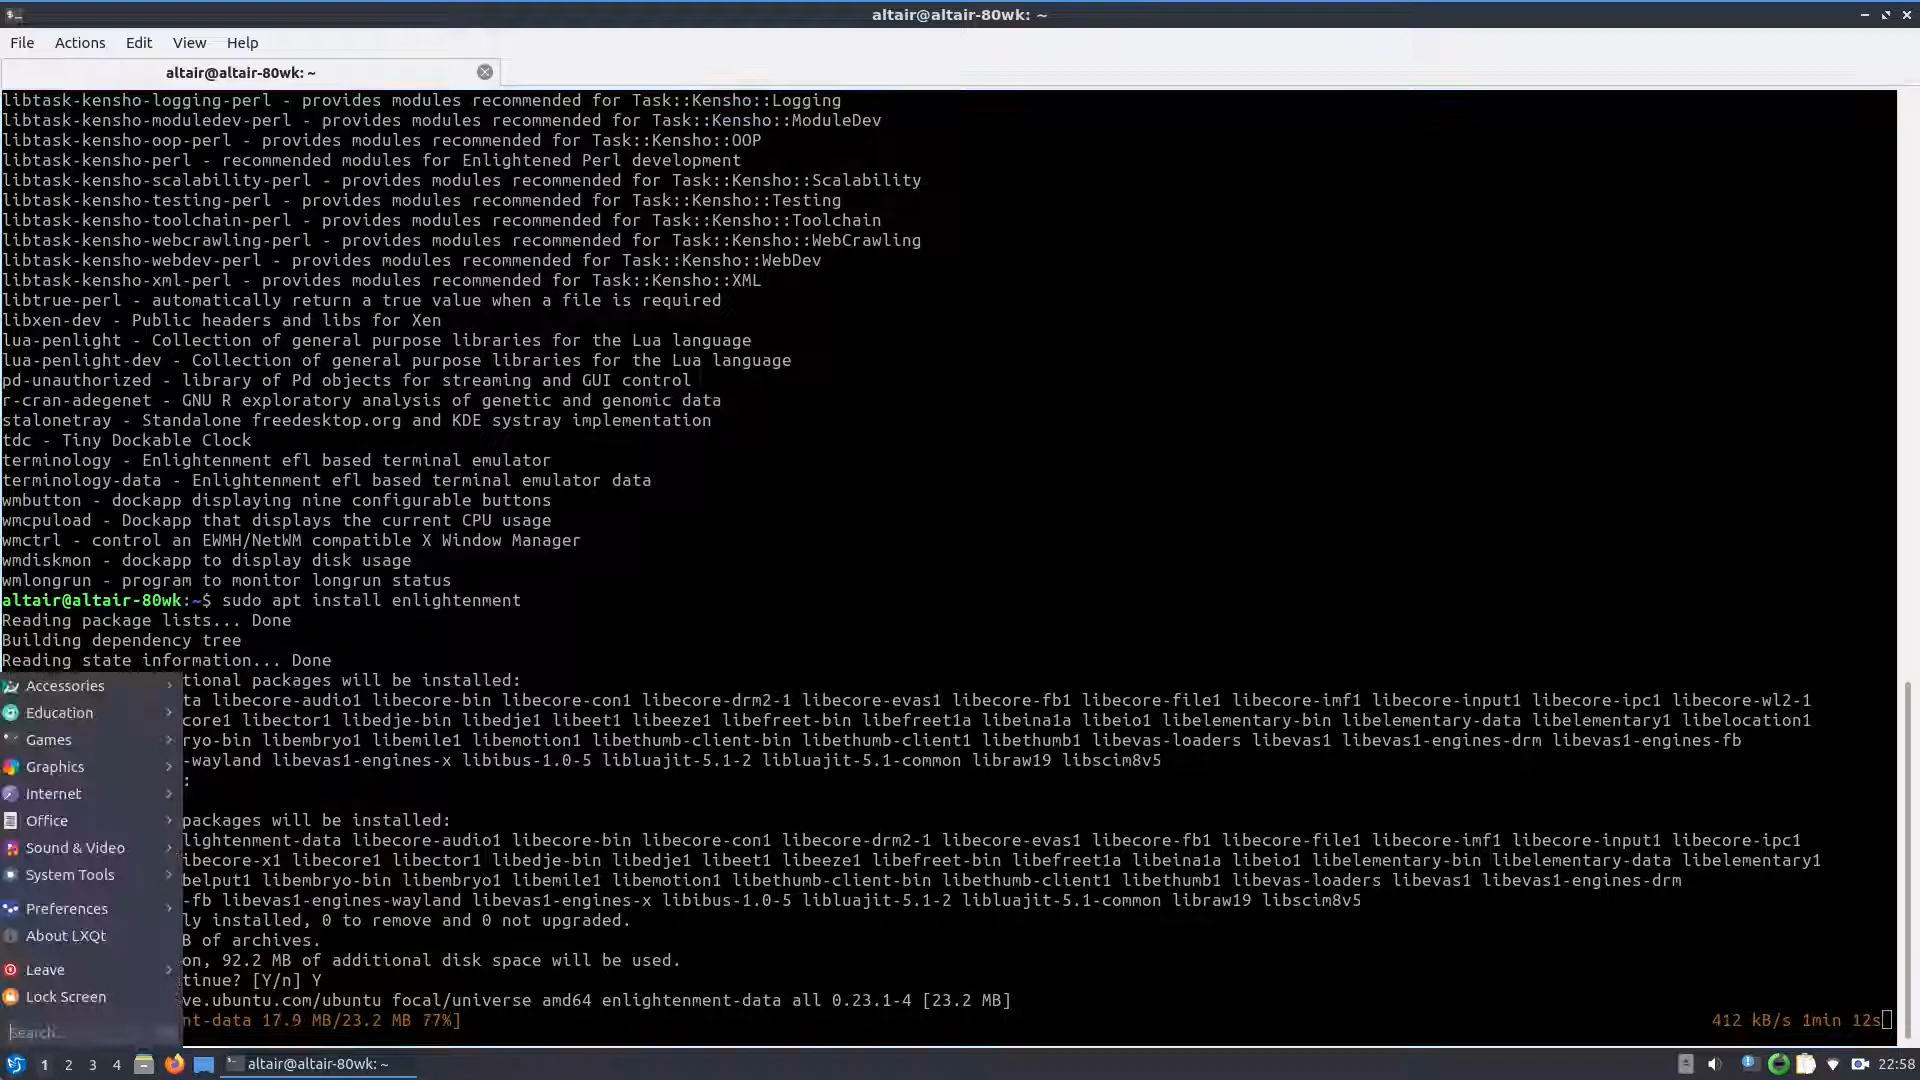 altair@altair-80wk: ~
File Actions Edit View Help
altair@altair-80wk: ~
libtask-kensho-logging-perl - provides modules recommended for Task::Kensho::Logging
libtask-kensho-moduledev-perl - provides modules recommended for Task::Kensho::ModuleDev
libtask-kensho-oop-perl - provides modules recommended for Task::Kensho::OOP
libtask-kensho-perl - recommended modules for Enlightened Perl development
libtask-kensho-scalability-perl - provides modules recommended for Task::Kensho::Scalability
libtask-kensho-testing-perl - provides modules recommended for Task::Kensho::Testing
libtask-kensho-toolchain-perl - provides modules recommended for Task::Kensho::Toolchain
libtask-kensho-webcrawling-perl - provides modules recommended for Task::Kensho::WebCrawling
libtask-kensho-webdev-perl - provides modules recommended for Task::Kensho::WebDev
libtask-kensho-xml-perl - provides modules recommended for Task::Kensho::XML
libtrue-perl - automatically return a true value when a file is required
libxen-dev - Public headers and libs for Xen
lua-penlight - Collection of general purpose libraries for the Lua language
lua-penlight-dev - Collection of general purpose libraries for the Lua language
pd-unauthorized - library of Pd objects for streaming and GUI control
r-cran-adegenet - GNU R exploratory analysis of genetic and genomic data
stalonetray - Standalone freedesktop.org and KDE systray implementation
tdc - Tiny Dockable Clock
terminology - Enlightenment efl based terminal emulator
terminology-data - Enlightenment efl based terminal emulator data
wmbutton - dockapp displaying nine configurable buttons
wmcpuload - Dockapp that displays the current CPU usage
wmctrl - control an EWMH/NetWM compatible X Window Manager
wmdiskmon - dockapp to display disk usage
wmlongrun - program to monitor longrun status
altair@altair-80wk:~$ sudo apt install enlightenment
Reading package lists... Done
Building dependency tree
Reading state information... Done
tional packages will be installed:
ta libecore-audio1 libecore-bin libecore-con1 libecore-drm2-1 libecore-evas1 libecore-fb1 libecore-file1 libecore-imf1 libecore-input1 libecore-ipc1 libecore-wl2-1
core1 libector1 libedje-bin libedje1 libeet1 libeeze1 libefreet-bin libefreet1a libeina1a libeio1 libelementary-bin libelementary-data libelementary1 libelocation1
ryo-bin libembryo1 libemile1 libemotion1 libethumb-client-bin libethumb-client1 libethumb1 libevas-loaders libevas1 libevas1-engines-drm libevas1-engines-fb
-wayland libevas1-engines-x libibus-1.0-5 libluajit-5.1-2 libluajit-5.1-common libraw19 libscim8v5
:
packages will be installed:
lightenment-data libecore-audio1 libecore-bin libecore-con1 libecore-drm2-1 libecore-evas1 libecore-fb1 libecore-file1 libecore-imf1 libecore-input1 libecore-ipc1
ibecore-x1 libecore1 libector1 libedje-bin libedje1 libeet1 libeeze1 libefreet-bin libefreet1a libeina1a libeio1 libelementary-bin libelementary-data libelementary1
belput1 libembryo-bin libembryo1 libemile1 libemotion1 libethumb-client-bin libethumb-client1 libethumb1 libevas-loaders libevas1 libevas1-engines-drm
-fb libevas1-engines-wayland libevas1-engines-x libibus-1.0-5 libluajit-5.1-2 libluajit-5.1-common libraw19 libscim8v5
ly installed, 0 to remove and 0 not upgraded.
B of archives.
on, 92.2 MB of additional disk space will be used.
tinue? [Y/n] Y
ve.ubuntu.com/ubuntu focal/universe amd64 enlightenment-data all 0.23.1-4 [23.2 MB]
nt-data 17.9 MB/23.2 MB 77%] 412 kB/s 1min 12s
Accessories
Education
Games
Graphics
Internet
Office
Sound & Video
System Tools
Preferences
About LXQt
Leave
Lock Screen
Search...
1 2 3 4 altair@altair-80wk: ~ 22:58